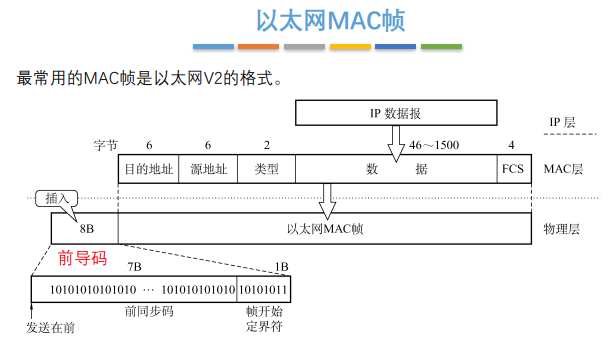 以太网MAC帧
最常用的MAC帧是以太网V2的格式。
IP 数据报
IP 层
字节 6 6 2 46～1500 4
目的地址 源地址 类型 数 据 FCS MAC层
插入
8B 以太网MAC帧 物理层
前导码
7B 1B
10101010101010 ··· 101010101010 10101011
前同步码 帧开始
定界符
发送在前